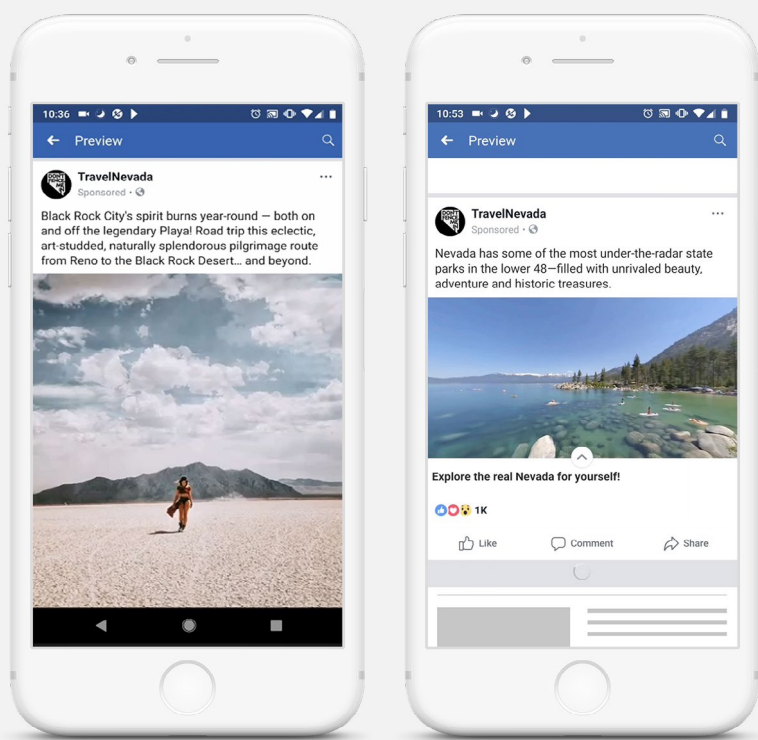 10:36
Preview
TravelNevada
Sponsored •
Black Rock City's spirit burns year-round — both on
and off the legendary Playa! Road trip this eclectic,
art-studded, naturally splendorous pilgrimage route
from Reno to the Black Rock Desert... and beyond.
10:53
Preview
TravelNevada
Sponsored •
Nevada has some of the most under-the-radar state
parks in the lower 48—filled with unrivaled beauty,
adventure and historic treasures.
Explore the real Nevada for yourself!
1K
Like Comment Share